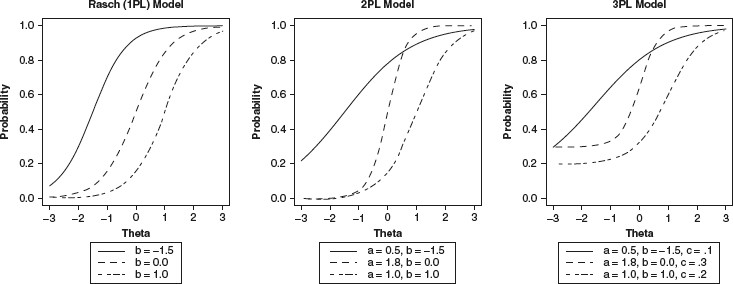 Rasch (1PL) Model
Probability
1.0
0.8
0.6
0.4
0.2
0.0
−3 −2 −1 0 1 2 3
Theta
b = −1.5
b = 0.0
b = 1.0
2PL Model
Probability
1.0
0.8
0.6
0.4
0.2
0.0
−3 −2 −1 0 1 2 3
Theta
a = 0.5, b = −1.5
a = 1.8, b = 0.0
a = 1.0, b = 1.0
3PL Model
Probability
1.0
0.8
0.6
0.4
0.2
0.0
−3 −2 −1 0 1 2 3
Theta
a = 0.5, b = −1.5, c = .1
a = 1.8, b = 0.0, c = .3
a = 1.0, b = 1.0, c = .2